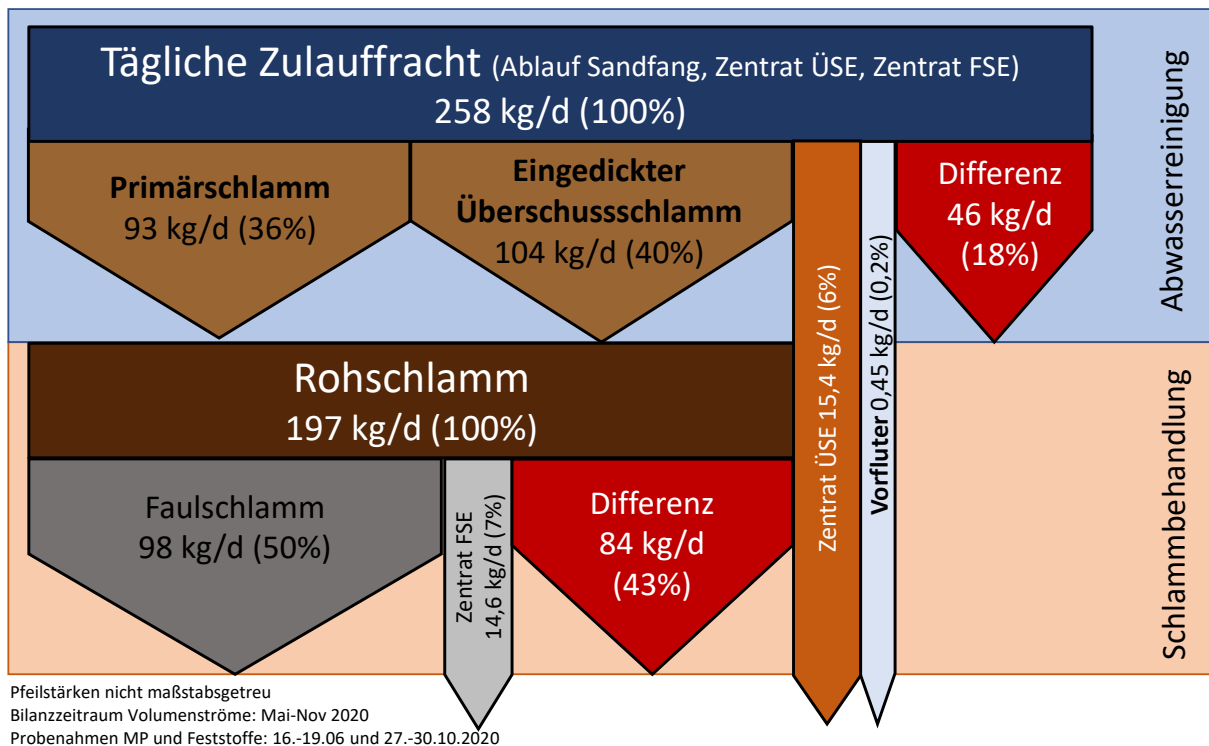 Tägliche Zulauffracht (Ablauf Sandfang, Zentrat ÜSE, Zentrat FSE)
258 kg/d (100%)
Primärschlamm
93 kg/d (36%)
Eingedickter
Überschussschlamm
104 kg/d (40%)
Differenz
46 kg/d
(18%)
Abwasserreinigung
Zentrat ÜSE 15,4 kg/d (6%)
Vorfluter 0,45 kg/d (0,2%)
Rohschlamm
197 kg/d (100%)
Faulschlamm
98 kg/d (50%)
Zentrat FSE
14,6 kg/d (7%)
Differenz
84 kg/d
(43%)
Schlammbehandlung
Pfeilstärken nicht maßstabsgetreu
Bilanzzeitraum Volumenströme: Mai-Nov 2020
Probenahmen MP und Feststoffe: 16.-19.06 und 27.-30.10.2020